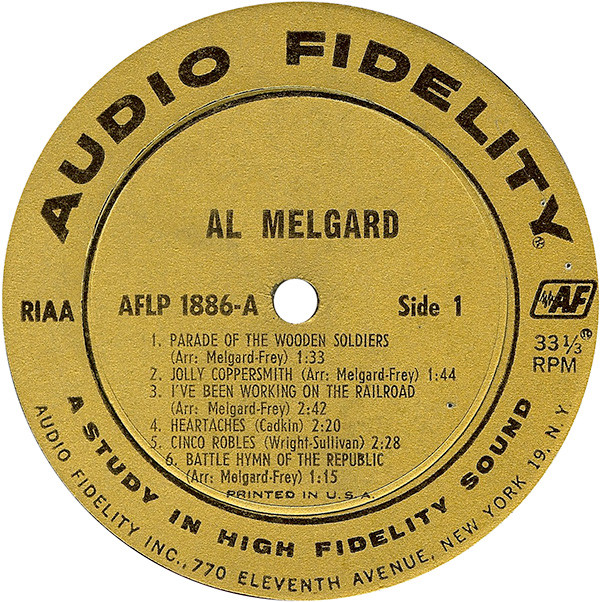 AUDIO FIDELITY®
AL MELGARD
RIAA
AFLP 1886-A
Side 1
AF®
33⅓
RPM
1. PARADE OF THE WOODEN SOLDIERS
(Arr: Melgard-Frey) 1:33
2. JOLLY COPPERSMITH (Arr: Melgard-Frey) 1:44
3. I'VE BEEN WORKING ON THE RAILROAD
(Arr: Melgard-Frey) 2:42
4. HEARTACHES (Cadkin) 2:20
5. CINCO ROBLES (Wright-Sullivan) 2:28
6. BATTLE HYMN OF THE REPUBLIC
(Arr: Melgard-Frey) 1:15
PRINTED IN U.S.A.
A STUDY IN HIGH FIDELITY SOUND
AUDIO FIDELITY INC., 770 ELEVENTH AVENUE, NEW YORK 19, N.Y.